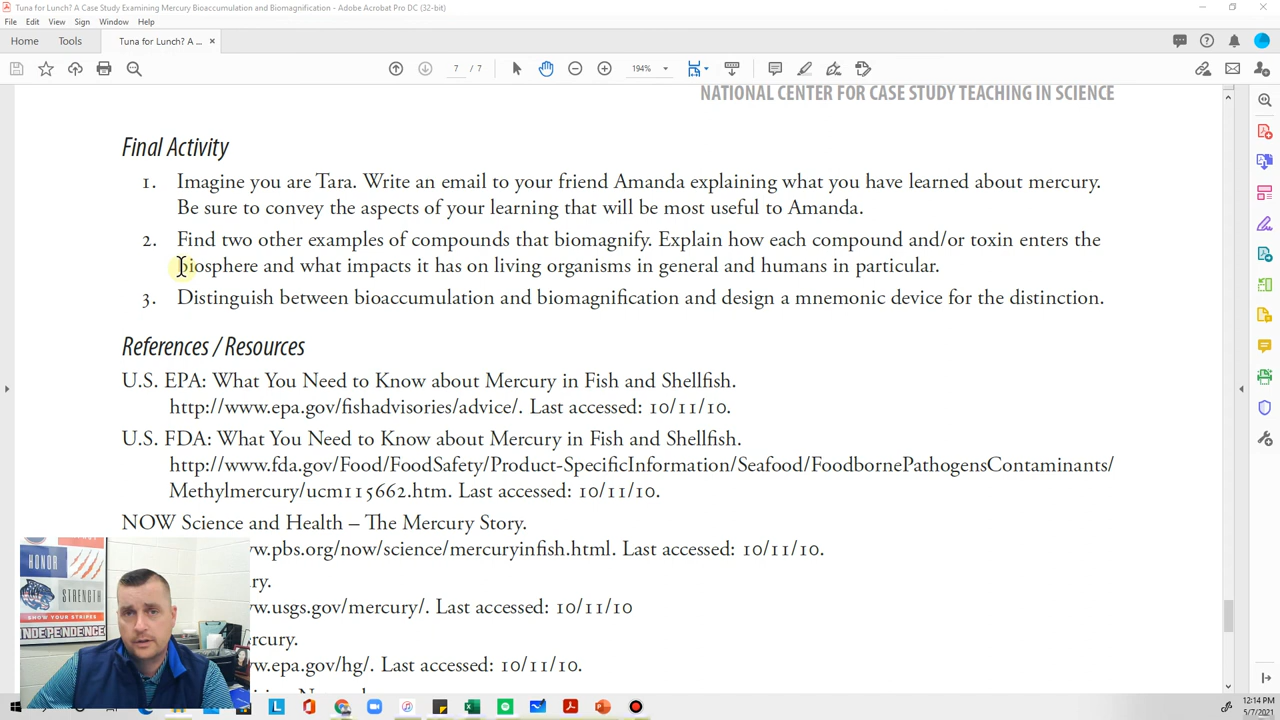 Tuna for Lunch? A Case Study Examining Mercury Bioaccumulation and Biomagnification - Adobe Acrobat Pro DC (32-bit)
File Edit View Sign Window Help
Home Tools Tuna for Lunch? A ... ×
7 / 7 194%
NATIONAL CENTER FOR CASE STUDY TEACHING IN SCIENCE
Final Activity
1. Imagine you are Tara. Write an email to your friend Amanda explaining what you have learned about mercury.
Be sure to convey the aspects of your learning that will be most useful to Amanda.
2. Find two other examples of compounds that biomagnify. Explain how each compound and/or toxin enters the
biosphere and what impacts it has on living organisms in general and humans in particular.
3. Distinguish between bioaccumulation and biomagnification and design a mnemonic device for the distinction.
References / Resources
U.S. EPA: What You Need to Know about Mercury in Fish and Shellfish.
http://www.epa.gov/fishadvisories/advice/. Last accessed: 10/11/10.
U.S. FDA: What You Need to Know about Mercury in Fish and Shellfish.
http://www.fda.gov/Food/FoodSafety/Product-SpecificInformation/Seafood/FoodbornePathogensContaminants/
Methylmercury/ucm115662.htm. Last accessed: 10/11/10.
NOW Science and Health – The Mercury Story.
w.pbs.org/now/science/mercuryinfish.html. Last accessed: 10/11/10.
ry.
w.usgs.gov/mercury/. Last accessed: 10/11/10
rcury.
w.epa.gov/hg/. Last accessed: 10/11/10.
HONOR
STRENGTH
SHOW YOUR STRIPES
INDEPENDENCE
12:14 PM
5/7/2021